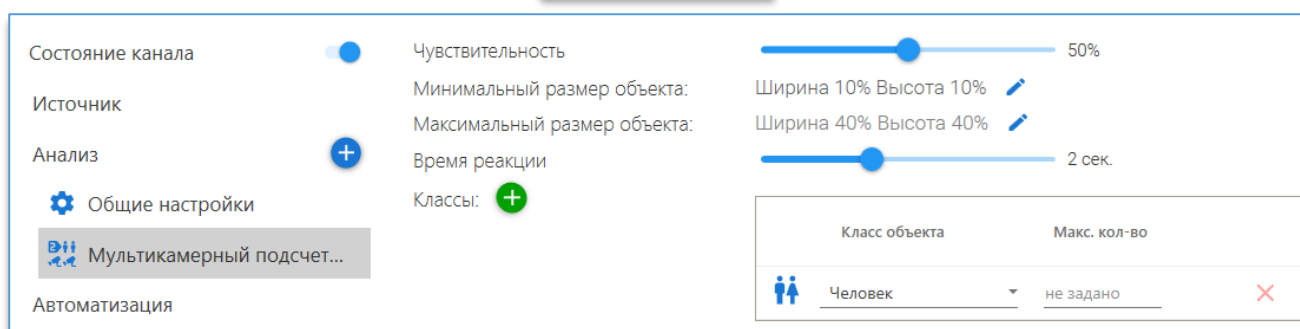 Состояние канала
Источник
Анализ
Общие настройки
Мультикамерный подсчет...
Автоматизация
Чувствительность 50%
Минимальный размер объекта: Ширина 10% Высота 10%
Максимальный размер объекта: Ширина 40% Высота 40%
Время реакции 2 сек.
Классы:
Класс объекта Макс. кол-во
Человек не задано